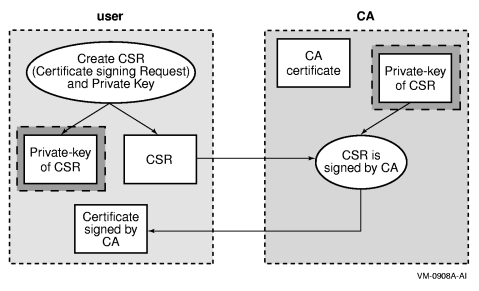 user
CA
Create CSR
(Certificate signing Request)
and Private Key
CA
certificate
Private-key
of CSR
Private-key
of CSR
CSR
CSR is
signed by CA
Certificate
signed by
CA
VM-0908A-AI